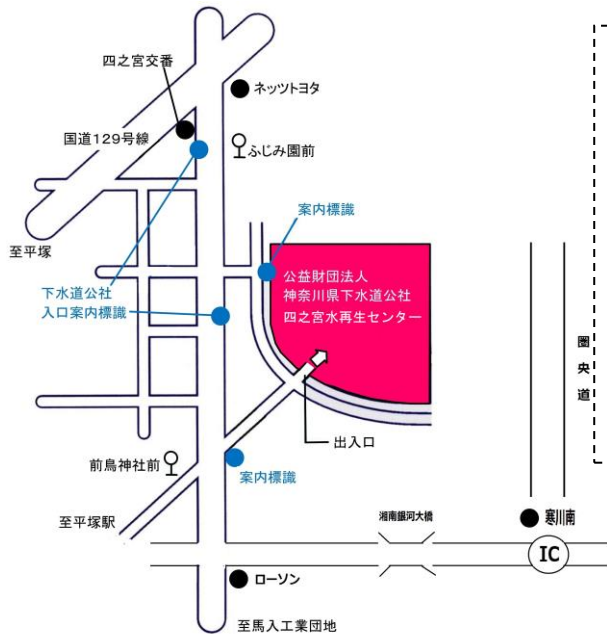 四之宮交番
ネッツトヨタ
国道129号線
ふじみ園前
案内標識
至平塚
公益財団法人
神奈川県下水道公社
四之宮水再生センター
下水道公社
入口案内標識
圏央道
出入口
前鳥神社前
案内標識
至平塚駅
湘南銀河大橋
寒川南
IC
ローソン
至馬入工業団地